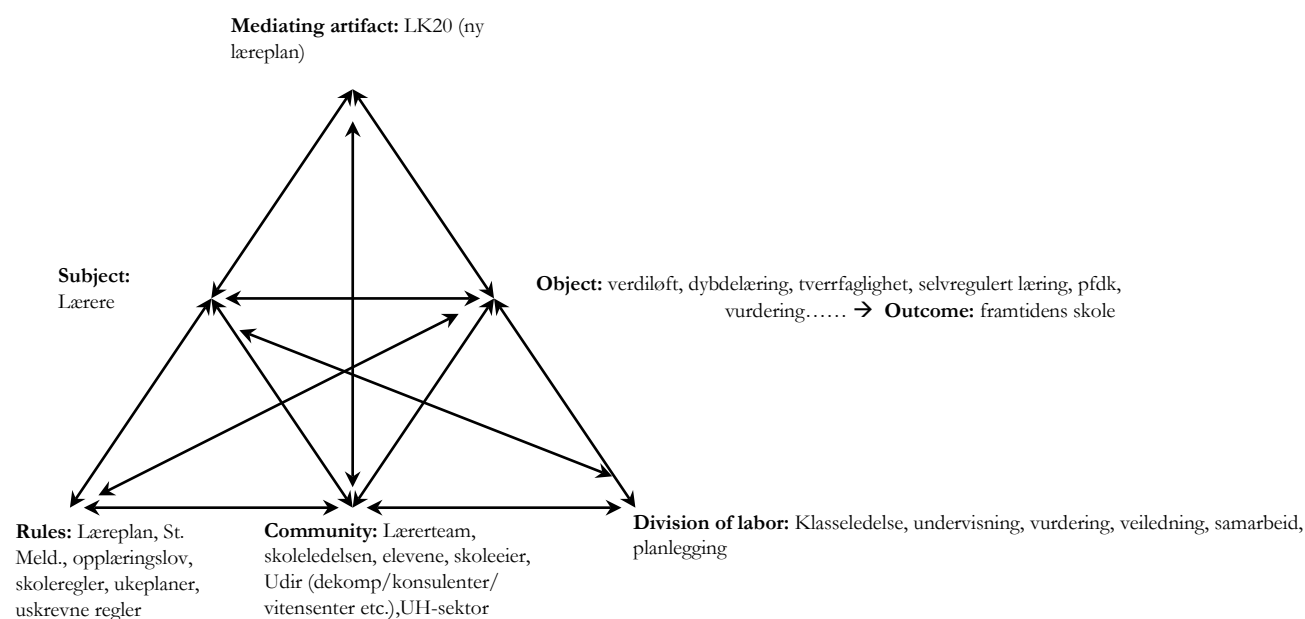 Mediating artifact: LK20 (ny
læreplan)
Subject:
Lærere
Object: verdiløft, dybdelæring, tverrfaglighet, selvregulert læring, pfdk,
vurdering…… → Outcome: framtidens skole
Rules: Læreplan, St.
Meld., opplæringslov,
skoleregler, ukeplaner,
uskrevne regler
Community: Lærerteam,
skoleledelsen, elevene, skoleeier,
Udir (dekomp/konsulenter/
vitensenter etc.),UH-sektor
Division of labor: Klasseledelse, undervisning, vurdering, veiledning, samarbeid,
planlegging